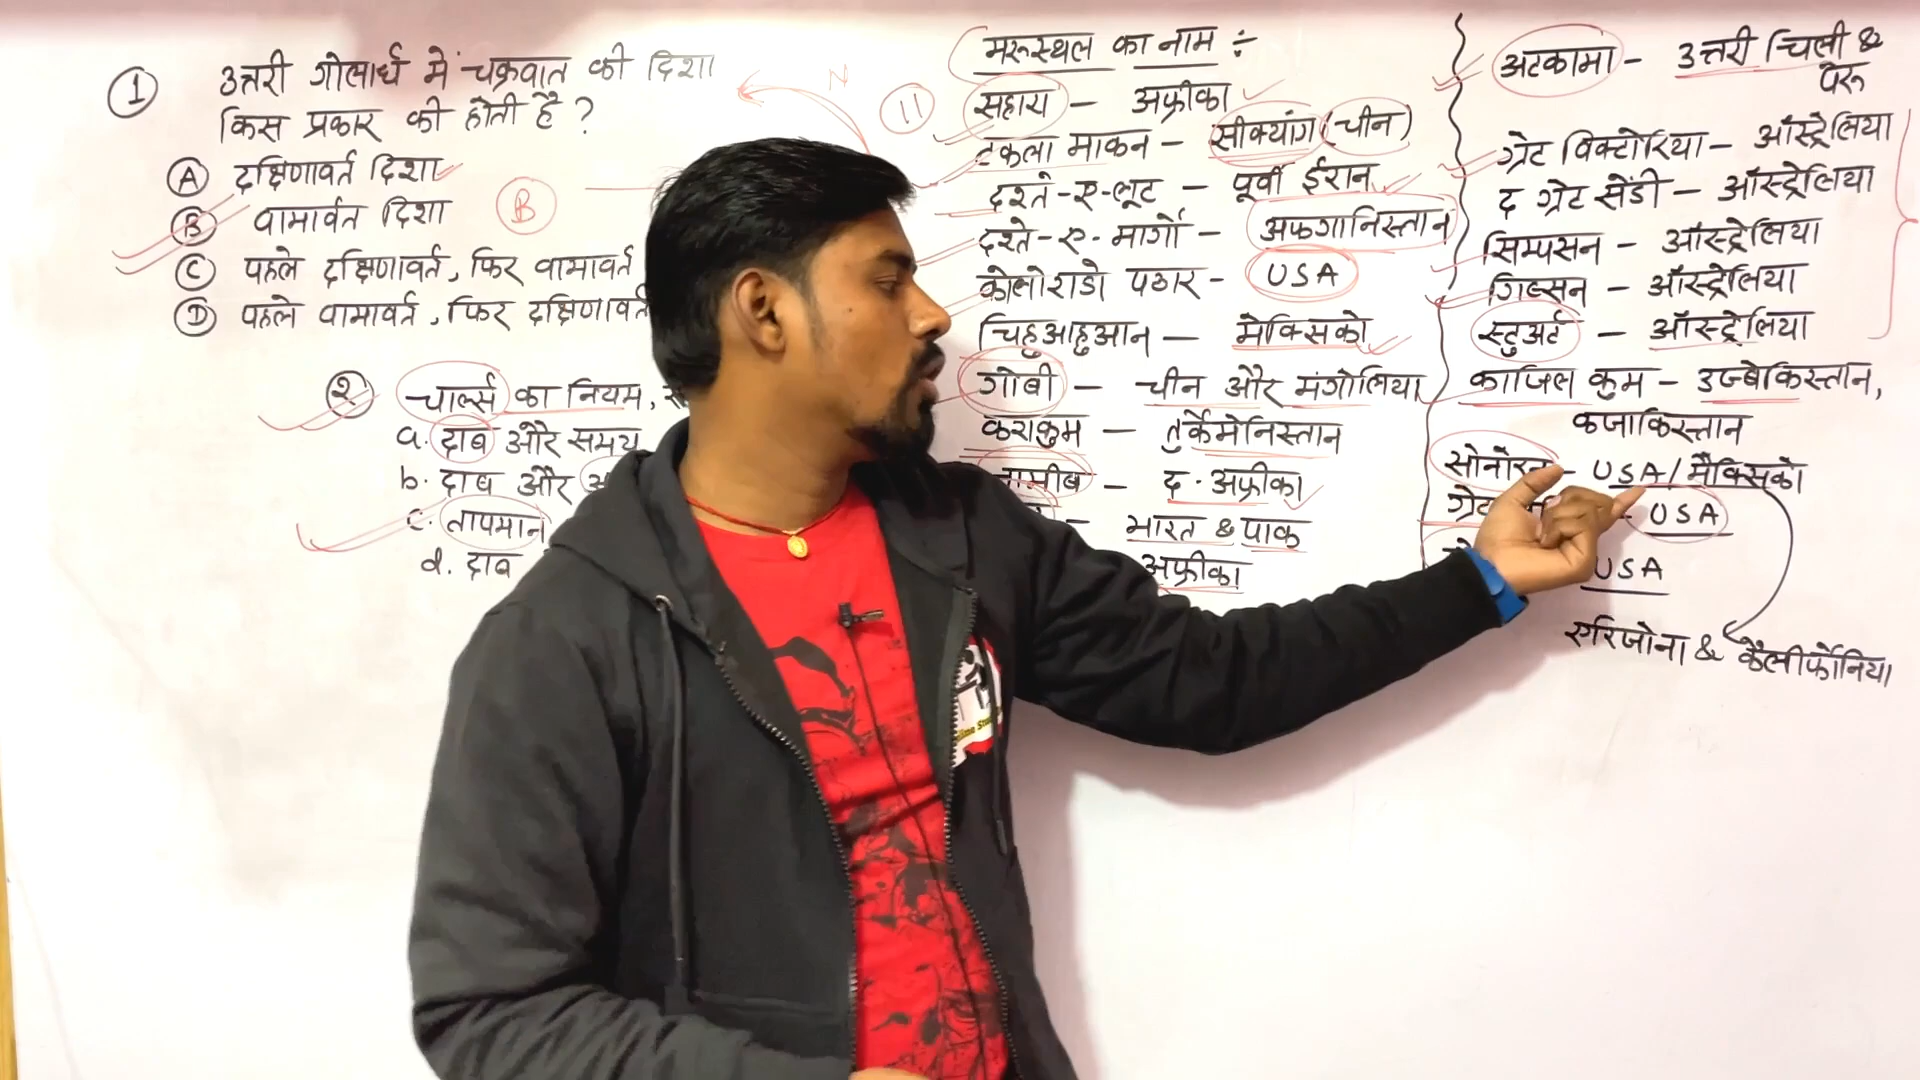 ① उत्तरी गोलार्ध में चक्रवात की दिशा
किस प्रकार की होती है ?
Ⓐ दक्षिणावर्त दिशा
Ⓑ वामार्वत दिशा
Ⓒ पहले दक्षिणावर्त, फिर वामावर्त
Ⓓ पहले वामावर्त, फिर दक्षिणावर्त
B
N
② चार्ल्स का नियम,
a. दाब और समय
b. दाब और
c. तापमान
d. दाब
मरूस्थल का नाम ÷
11
सहारा - अफ्रीका
टकला माकन - सीक्यांग (चीन)
दश्ते-ए-लूट - पूर्वी ईरान
दश्ते-ए-मार्गो - अफगानिस्तान
कोलोराडो पठार - USA
चिहुआहुआन - मेक्सिको
गोबी - चीन और मंगोलिया
कराकुम - तुर्कमेनिस्तान
नामीब - द. अफ्रीका
- भारत & पाक
अफ्रीका
अटकामा - उत्तरी चिली &
पेरू
ग्रेट विक्टोरिया - ऑस्ट्रेलिया
द ग्रेट सेंडी - ऑस्ट्रेलिया
सिम्पसन - ऑस्ट्रेलिया
गिब्सन - ऑस्ट्रेलिया
स्टुअर्ट - ऑस्ट्रेलिया
काजिल कुम - उज्बेकिस्तान,
कजाकिस्तान
सोनोरन - USA/मैक्सिको
ग्रेट - USA
USA
एरिजोना & कैलीर्फोनिया